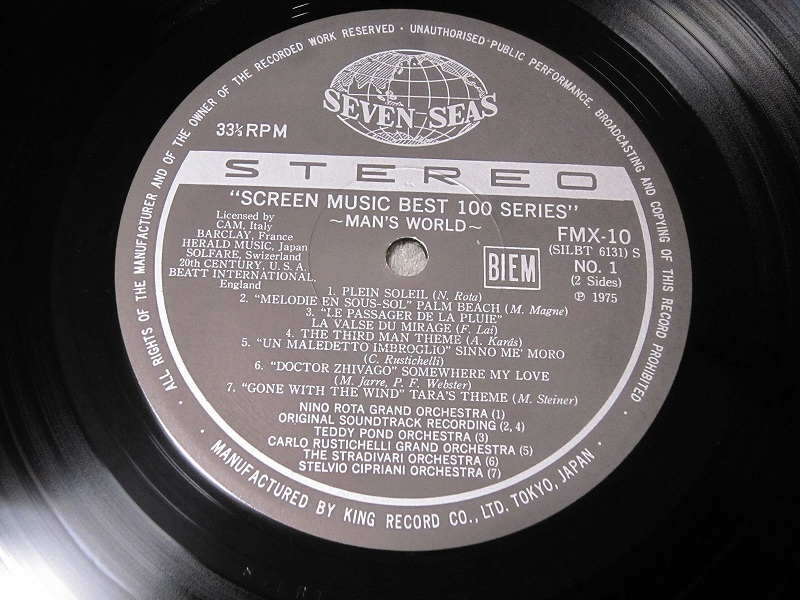 ALL RIGHTS OF THE MANUFACTURER AND OF THE OWNER OF THE RECORDED WORK RESERVED · UNAUTHORISED PUBLIC PERFORMANCE, BROADCASTING AND COPYING OF THIS RECORD PROHIBITED ·
SEVEN SEAS
33⅓ RPM
STEREO
"SCREEN MUSIC BEST 100 SERIES"
~MAN'S WORLD~
Licensed by
CAM, Italy
BARCLAY, France
HERALD MUSIC, Japan
SOLFARE, Swizerland
20th CENTURY, U.S.A.
BEATT INTERNATIONAL,
England
BIEM
FMX-10
(SILBT 6131) S
NO. 1
(2 Sides)
℗ 1975
1. PLEIN SOLEIL (N. Rota)
2. "MELODIE EN SOUS-SOL" PALM BEACH (M. Magne)
3. "LE PASSAGER DE LA PLUIE"
LA VALSE DU MIRAGE (F. Lai)
4. THE THIRD MAN THEME (A. Karas)
5. "UN MALEDETTO IMBROGLIO" SINNO ME' MORO
(C. Rustichelli)
6. "DOCTOR ZHIVAGO" SOMEWHERE MY LOVE
(M. Jarre, P. F. Webster)
7. "GONE WITH THE WIND" TARA'S THEME (M. Steiner)
NINO ROTA GRAND ORCHESTRA (1)
ORIGINAL SOUNDTRACK RECORDING (2, 4)
TEDDY POND ORCHESTRA (3)
CARLO RUSTICHELLI GRAND ORCHESTRA (5)
THE STRADIVARI ORCHESTRA (6)
STELVIO CIPRIANI ORCHESTRA (7)
MANUFACTURED BY KING RECORD CO., LTD. TOKYO, JAPAN ·